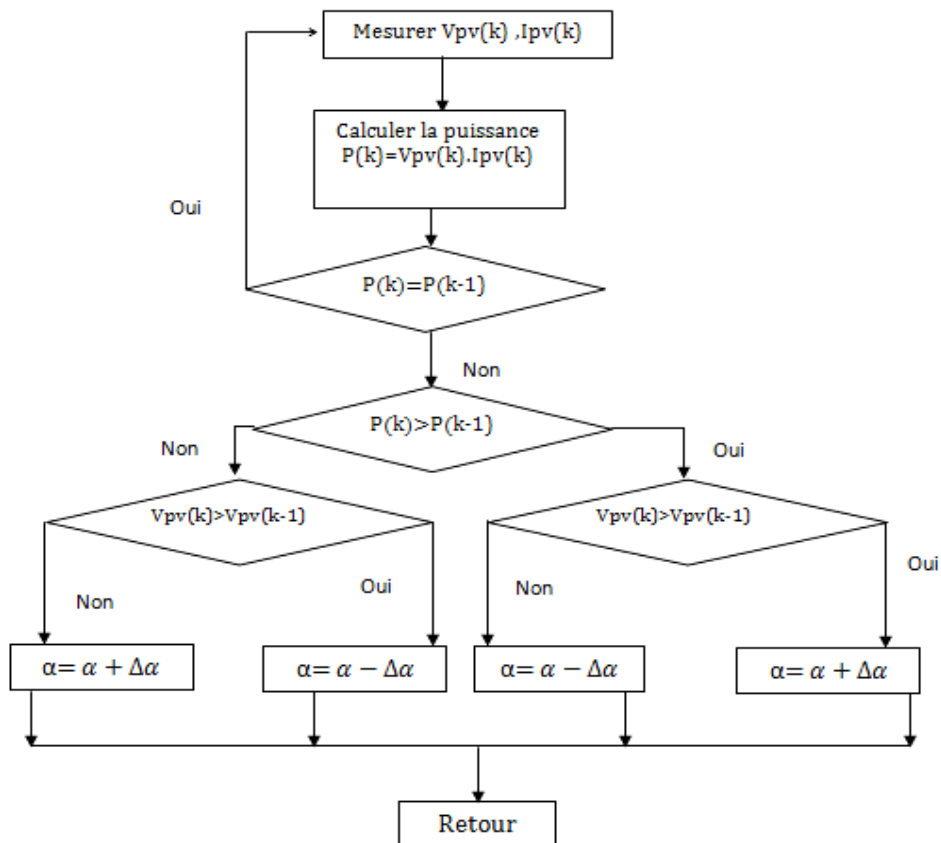 Mesurer Vpv(k) ,Ipv(k)
Calculer la puissance
P(k)=Vpv(k).Ipv(k)
Oui
P(k)=P(k-1)
Non
P(k)>P(k-1)
Non
Oui
Vpv(k)>Vpv(k-1)
Vpv(k)>Vpv(k-1)
Non
Oui
Non
Oui
α= α + Δα
α= α − Δα
α= α − Δα
α= α + Δα
Retour